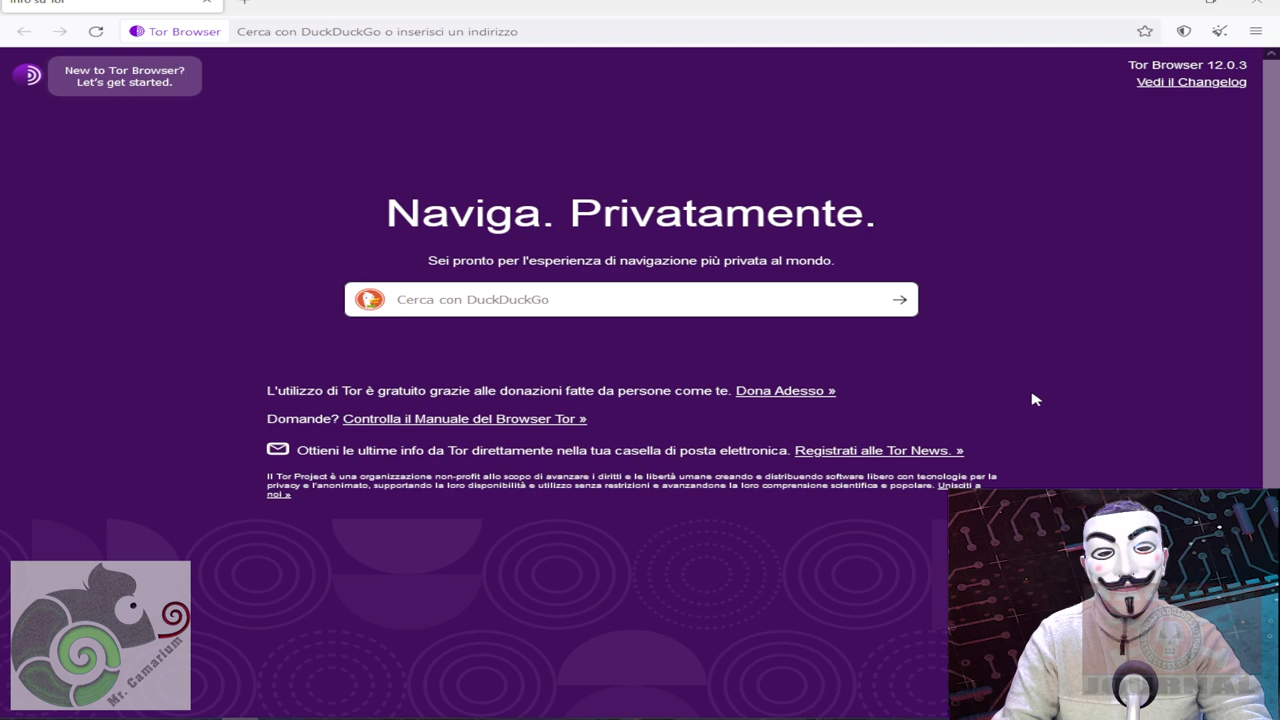 Info su Tor
Tor Browser
Cerca con DuckDuckGo o inserisci un indirizzo
New to Tor Browser?
Let's get started.
Tor Browser 12.0.3
Vedi il Changelog
Naviga. Privatamente.
Sei pronto per l'esperienza di navigazione più privata al mondo.
Cerca con DuckDuckGo
L'utilizzo di Tor è gratuito grazie alle donazioni fatte da persone come te. Dona Adesso »
Domande? Controlla il Manuale del Browser Tor »
Ottieni le ultime info da Tor direttamente nella tua casella di posta elettronica. Registrati alle Tor News. »
Il Tor Project è una organizzazione non-profit allo scopo di avanzare i diritti e le libertà umane creando e distribuendo software libero con tecnologie per la
privacy e l'anonimato, supportando la loro disponibilità e utilizzo senza restrizioni e avanzandone la loro comprensione scientifica e popolare. Unisciti a
noi »
Mr. Camarium
JOURNAL